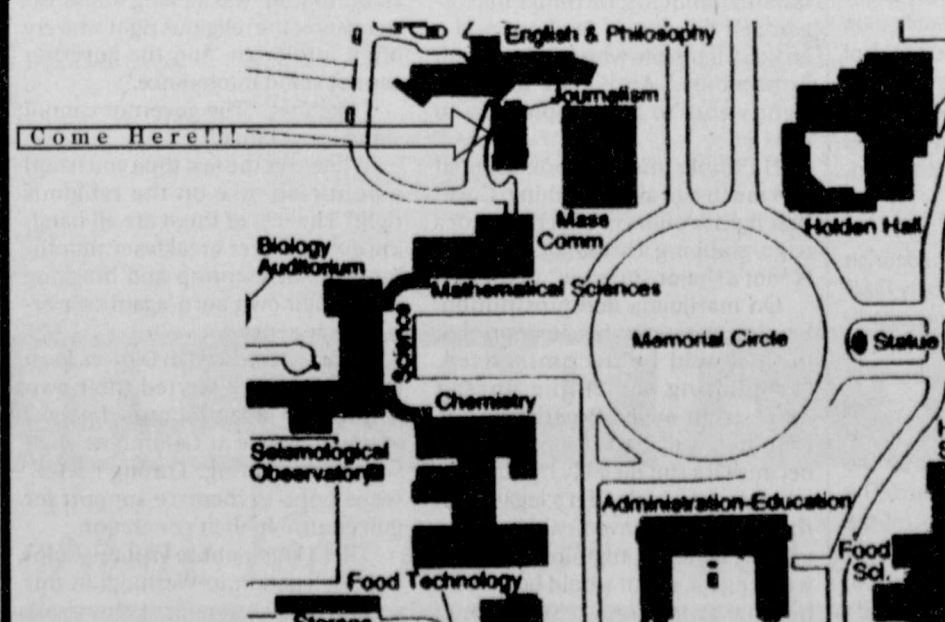 English & Philosophy
Journalism
Come Here!!!
Mass
Comm
Holden Hall
Biology
Auditorium
Mathematical Sciences
Science
Memorial Circle
Statue
Chemistry
Seismological
Observatory
Administration-Education
Food
Sci.
Food Technology
Storage